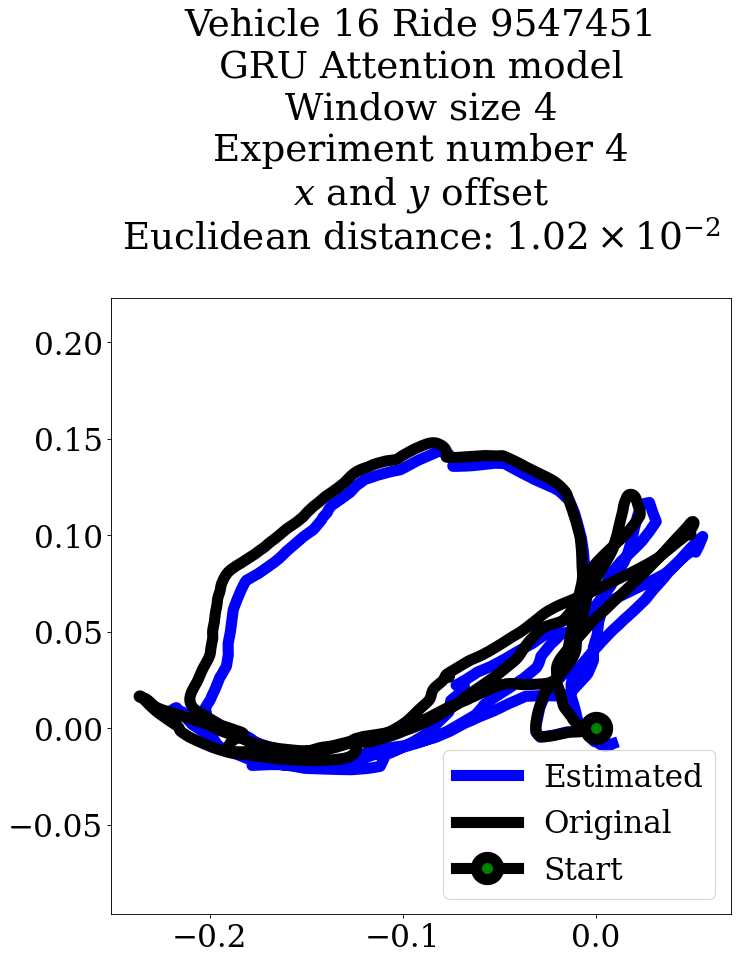 Vehicle 16 Ride 9547451
GRU Attention model
Window size 4
Experiment number 4
x and y offset
Euclidean distance: 1.02 × 10⁻²
0.20
0.15
0.10
0.05
0.00
−0.05
Estimated
Original
Start
−0.2 −0.1 0.0